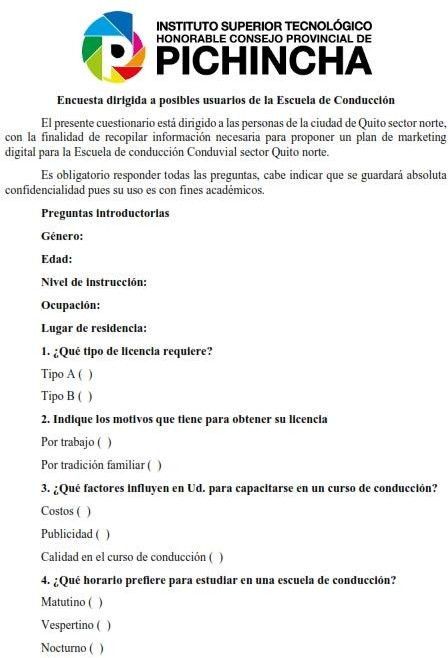 INSTITUTO SUPERIOR TECNOLÓGICO
HONORABLE CONSEJO PROVINCIAL DE
PICHINCHA
Encuesta dirigida a posibles usuarios de la Escuela de Conducción
El presente cuestionario está dirigido a las personas de la ciudad de Quito sector norte,
con la finalidad de recopilar información necesaria para proponer un plan de marketing
digital para la Escuela de conducción Conduvial sector Quito norte.
Es obligatorio responder todas las preguntas, cabe indicar que se guardará absoluta
confidencialidad pues su uso es con fines académicos.
Preguntas introductorias
Género:
Edad:
Nivel de instrucción:
Ocupación:
Lugar de residencia:
1. ¿Qué tipo de licencia requiere?
Tipo A ( )
Tipo B ( )
2. Indique los motivos que tiene para obtener su licencia
Por trabajo ( )
Por tradición familiar ( )
3. ¿Qué factores influyen en Ud. para capacitarse en un curso de conducción?
Costos ( )
Publicidad ( )
Calidad en el curso de conducción ( )
4. ¿Qué horario prefiere para estudiar en una escuela de conducción?
Matutino ( )
Vespertino ( )
Nocturno ( )